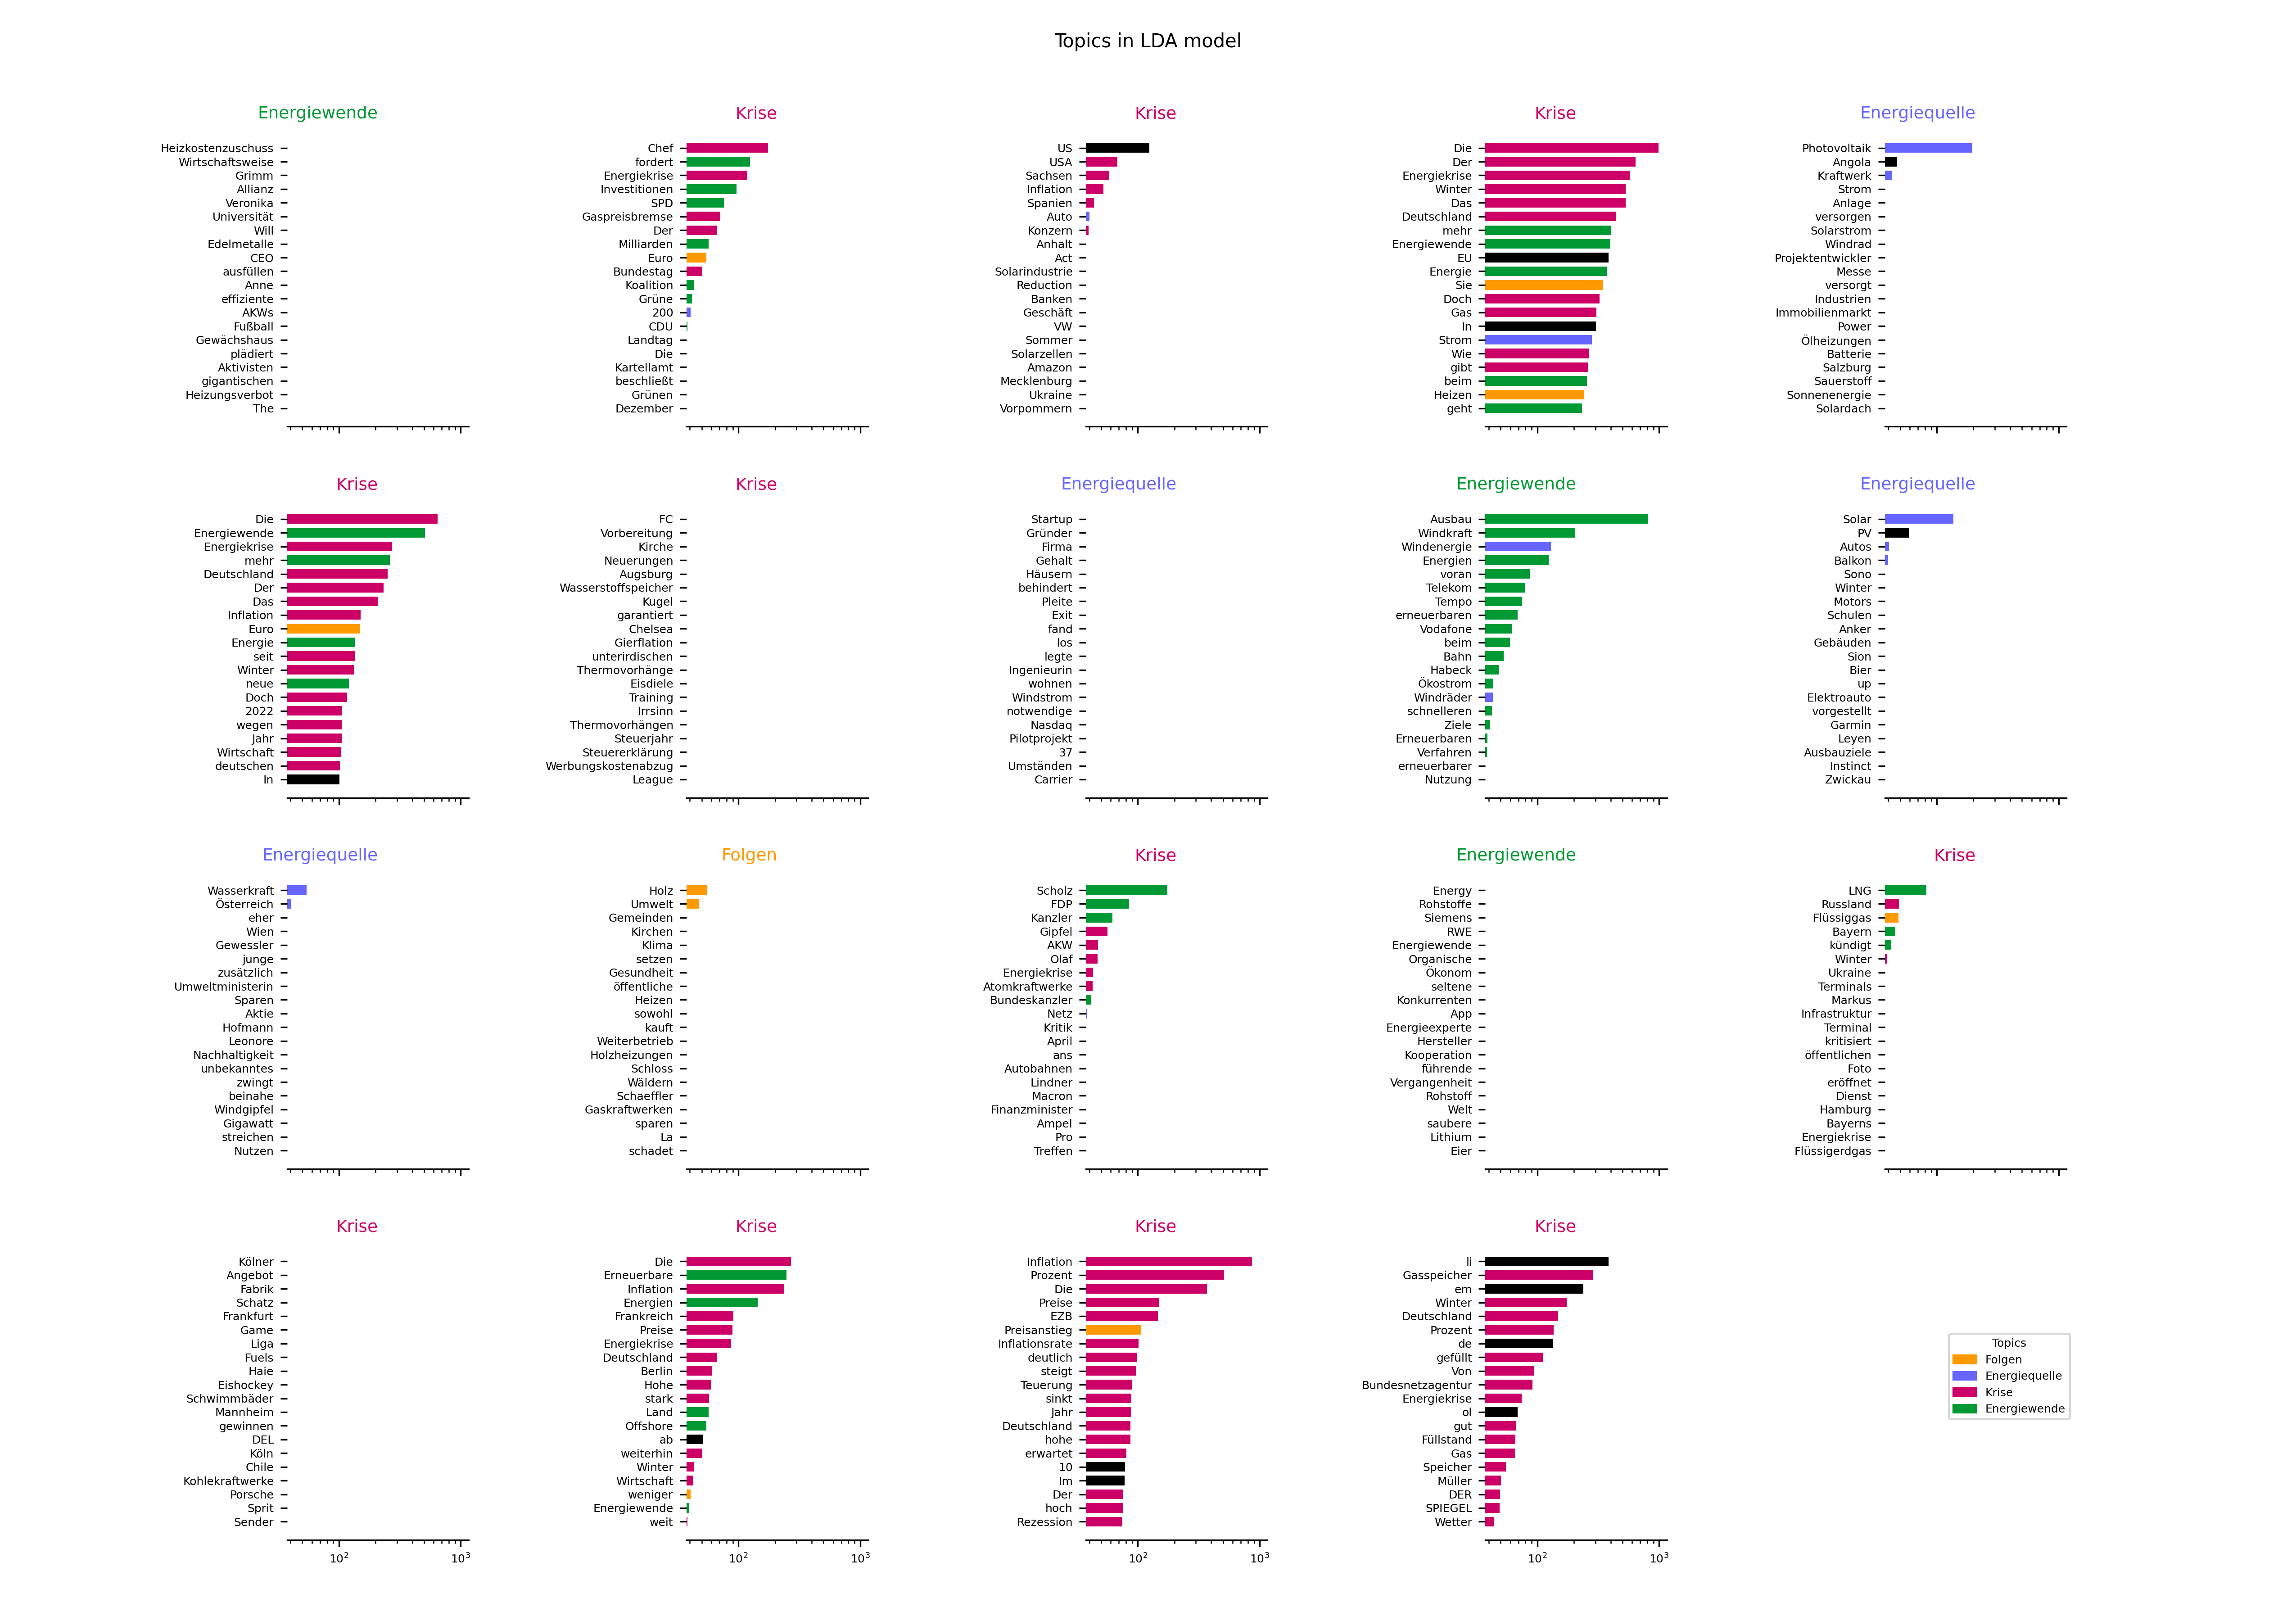 Topics in LDA model
Energiewende
Heizkostenzuschuss
Wirtschaftsweise
Grimm
Allianz
Veronika
Universität
Will
Edelmetalle
CEO
ausfüllen
Anne
effiziente
AKWs
Fußball
Gewächshaus
plädiert
Aktivisten
gigantischen
Heizungsverbot
The
Krise
Chef
fordert
Energiekrise
Investitionen
SPD
Gaspreisbremse
Der
Milliarden
Euro
Bundestag
Koalition
Grüne
200
CDU
Landtag
Die
Kartellamt
beschließt
Grünen
Dezember
Krise
US
USA
Sachsen
Inflation
Spanien
Auto
Konzern
Anhalt
Act
Solarindustrie
Reduction
Banken
Geschäft
VW
Sommer
Solarzellen
Amazon
Mecklenburg
Ukraine
Vorpommern
Krise
Die
Der
Energiekrise
Winter
Das
Deutschland
mehr
Energiewende
EU
Energie
Sie
Doch
Gas
In
Strom
Wie
gibt
beim
Heizen
geht
Energiequelle
Photovoltaik
Angola
Kraftwerk
Strom
Anlage
versorgen
Solarstrom
Windrad
Projektentwickler
Messe
versorgt
Industrien
Immobilienmarkt
Power
Ölheizungen
Batterie
Salzburg
Sauerstoff
Sonnenenergie
Solardach
Krise
Die
Energiewende
Energiekrise
mehr
Deutschland
Der
Das
Inflation
Euro
Energie
seit
Winter
neue
Doch
2022
wegen
Jahr
Wirtschaft
deutschen
In
Krise
FC
Vorbereitung
Kirche
Neuerungen
Augsburg
Wasserstoffspeicher
Kugel
garantiert
Chelsea
Gierflation
unterirdischen
Thermovorhänge
Eisdiele
Training
Irrsinn
Thermovorhängen
Steuerjahr
Steuererklärung
Werbungskostenabzug
League
Energiequelle
Startup
Gründer
Firma
Gehalt
Häusern
behindert
Pleite
Exit
fand
los
legte
Ingenieurin
wohnen
Windstrom
notwendige
Nasdaq
Pilotprojekt
37
Umständen
Carrier
Energiewende
Ausbau
Windkraft
Windenergie
Energien
voran
Telekom
Tempo
erneuerbaren
Vodafone
beim
Bahn
Habeck
Ökostrom
Windräder
schnelleren
Ziele
Erneuerbaren
Verfahren
erneuerbarer
Nutzung
Energiequelle
Solar
PV
Autos
Balkon
Sono
Winter
Motors
Schulen
Anker
Gebäuden
Sion
Bier
up
Elektroauto
vorgestellt
Garmin
Leyen
Ausbauziele
Instinct
Zwickau
Energiequelle
Wasserkraft
Österreich
eher
Wien
Gewessler
junge
zusätzlich
Umweltministerin
Sparen
Aktie
Hofmann
Leonore
Nachhaltigkeit
unbekanntes
zwingt
beinahe
Windgipfel
Gigawatt
streichen
Nutzen
Folgen
Holz
Umwelt
Gemeinden
Kirchen
Klima
setzen
Gesundheit
öffentliche
Heizen
sowohl
kauft
Weiterbetrieb
Holzheizungen
Schloss
Wäldern
Schaeffler
Gaskraftwerken
sparen
La
schadet
Krise
Scholz
FDP
Kanzler
Gipfel
AKW
Olaf
Energiekrise
Atomkraftwerke
Bundeskanzler
Netz
Kritik
April
ans
Autobahnen
Lindner
Macron
Finanzminister
Ampel
Pro
Treffen
Energiewende
Energy
Rohstoffe
Siemens
RWE
Energiewende
Organische
Ökonom
seltene
Konkurrenten
App
Energieexperte
Hersteller
Kooperation
führende
Vergangenheit
Rohstoff
Welt
saubere
Lithium
Eier
Krise
LNG
Russland
Flüssiggas
Bayern
kündigt
Winter
Ukraine
Terminals
Markus
Infrastruktur
Terminal
kritisiert
öffentlichen
Foto
eröffnet
Dienst
Hamburg
Bayerns
Energiekrise
Flüssigerdgas
Krise
Kölner
Angebot
Fabrik
Schatz
Frankfurt
Game
Liga
Fuels
Haie
Eishockey
Schwimmbäder
Mannheim
gewinnen
DEL
Köln
Chile
Kohlekraftwerke
Porsche
Sprit
Sender
10² 10³
Krise
Die
Erneuerbare
Inflation
Energien
Frankreich
Preise
Energiekrise
Deutschland
Berlin
Hohe
stark
Land
Offshore
ab
weiterhin
Winter
Wirtschaft
weniger
Energiewende
weit
10² 10³
Krise
Inflation
Prozent
Die
Preise
EZB
Preisanstieg
Inflationsrate
deutlich
steigt
Teuerung
sinkt
Jahr
Deutschland
hohe
erwartet
10
Im
Der
hoch
Rezession
10² 10³
Krise
li
Gasspeicher
em
Winter
Deutschland
Prozent
de
gefüllt
Von
Bundesnetzagentur
Energiekrise
ol
gut
Füllstand
Gas
Speicher
Müller
DER
SPIEGEL
Wetter
10² 10³
Topics
Folgen
Energiequelle
Krise
Energiewende